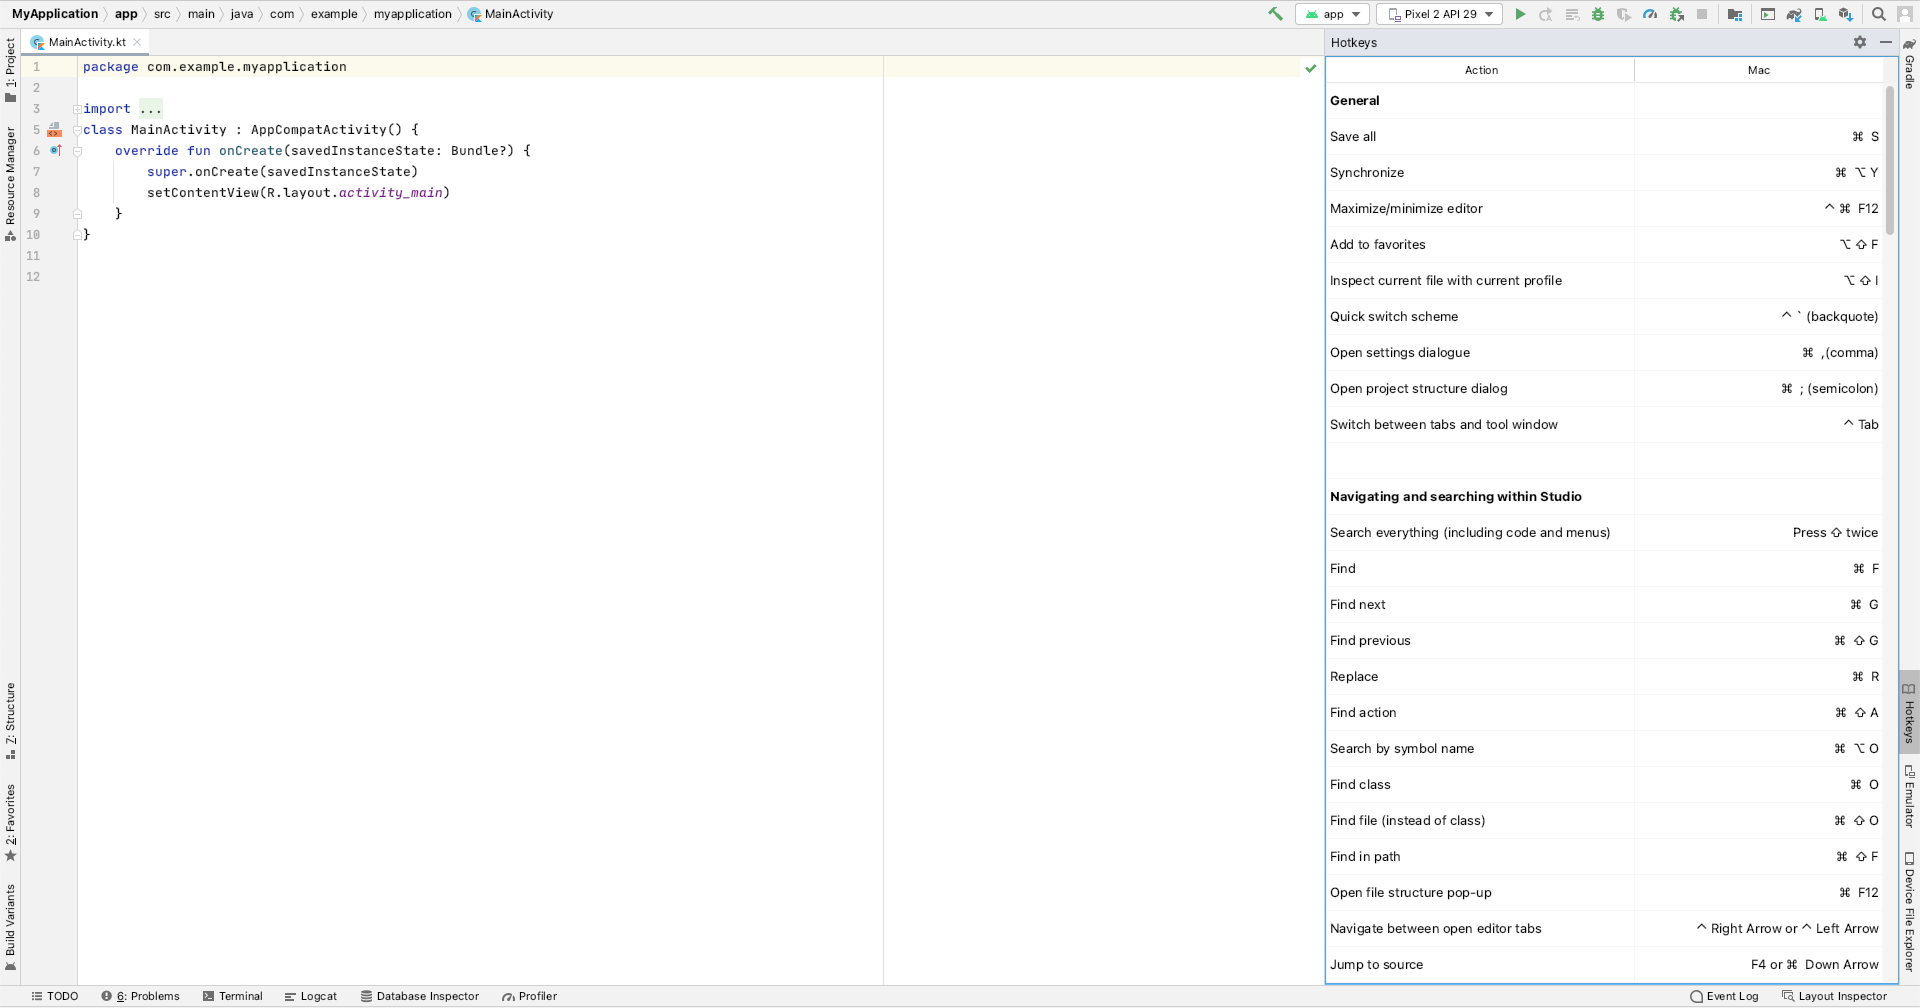 MyApplication app src main java com example myapplication MainActivity
app Pixel 2 API 29
MainActivity.kt
1: Project
Resource Manager
7: Structure
2: Favorites
Build Variants
1 package com.example.myapplication
2
3 import ...
5 class MainActivity : AppCompatActivity() {
6 override fun onCreate(savedInstanceState: Bundle?) {
7 super.onCreate(savedInstanceState)
8 setContentView(R.layout.activity_main)
9 }
10 }
11
12
Hotkeys
Action Mac
General
Save all ⌘ S
Synchronize ⌘ ⌥ Y
Maximize/minimize editor ^ ⌘ F12
Add to favorites ⌥ ⇧ F
Inspect current file with current profile ⌥ ⇧ I
Quick switch scheme ^ ` (backquote)
Open settings dialogue ⌘ ,(comma)
Open project structure dialog ⌘ ; (semicolon)
Switch between tabs and tool window ^ Tab
Navigating and searching within Studio
Search everything (including code and menus) Press ⇧ twice
Find ⌘ F
Find next ⌘ G
Find previous ⌘ ⇧ G
Replace ⌘ R
Find action ⌘ ⇧ A
Search by symbol name ⌘ ⌥ O
Find class ⌘ O
Find file (instead of class) ⌘ ⇧ O
Find in path ⌘ ⇧ F
Open file structure pop-up ⌘ F12
Navigate between open editor tabs ^ Right Arrow or ^ Left Arrow
Jump to source F4 or ⌘ Down Arrow
Gradle
Hotkeys
Emulator
Device File Explorer
TODO 6: Problems Terminal Logcat Database Inspector Profiler Event Log Layout Inspector